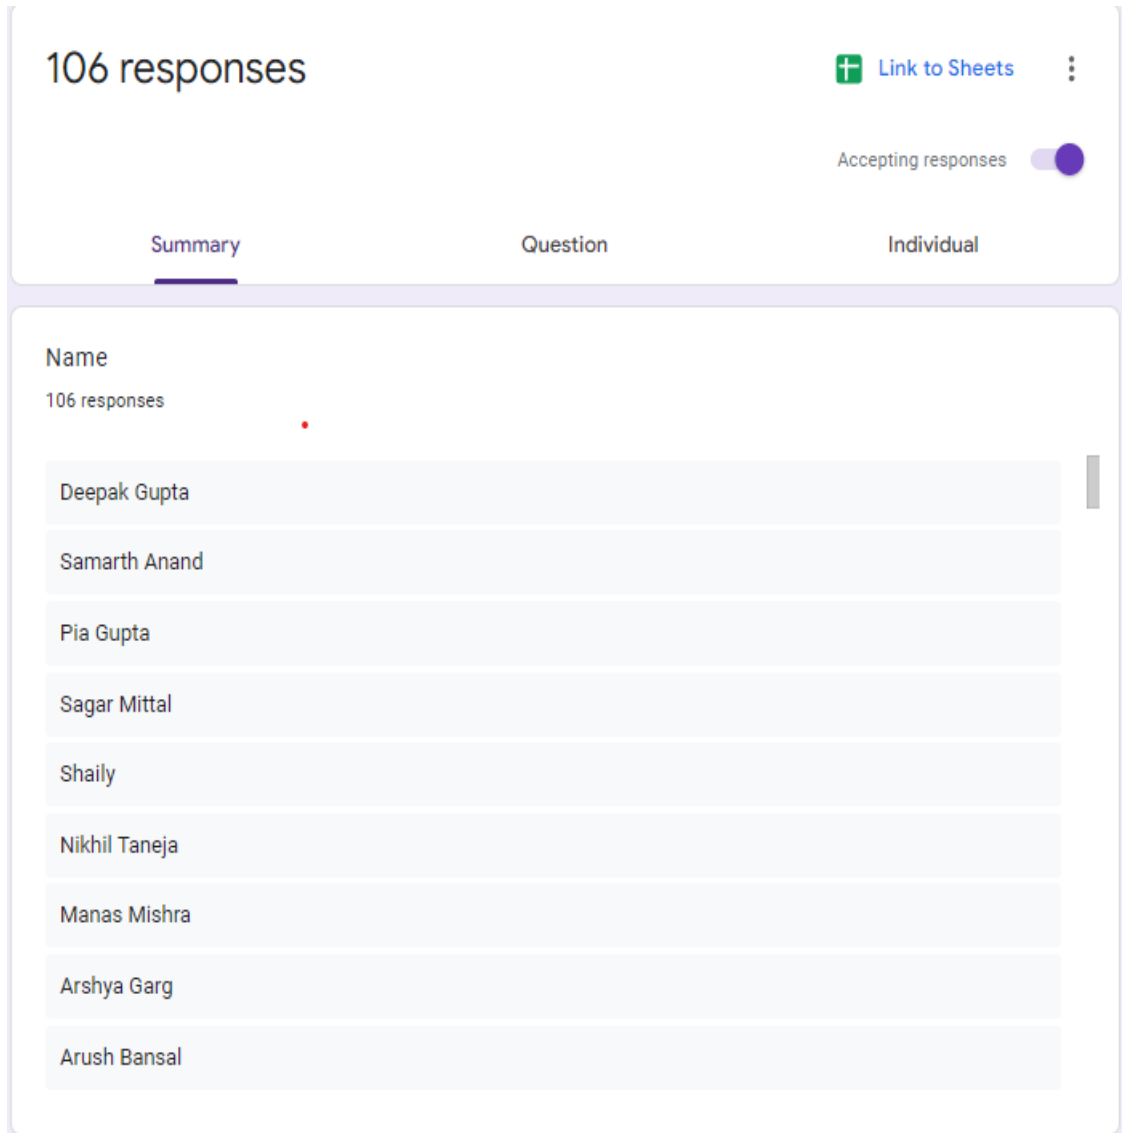 106 responses
Link to Sheets
Accepting responses
Summary
Question
Individual
Name
106 responses
Deepak Gupta
Samarth Anand
Pia Gupta
Sagar Mittal
Shaily
Nikhil Taneja
Manas Mishra
Arshya Garg
Arush Bansal